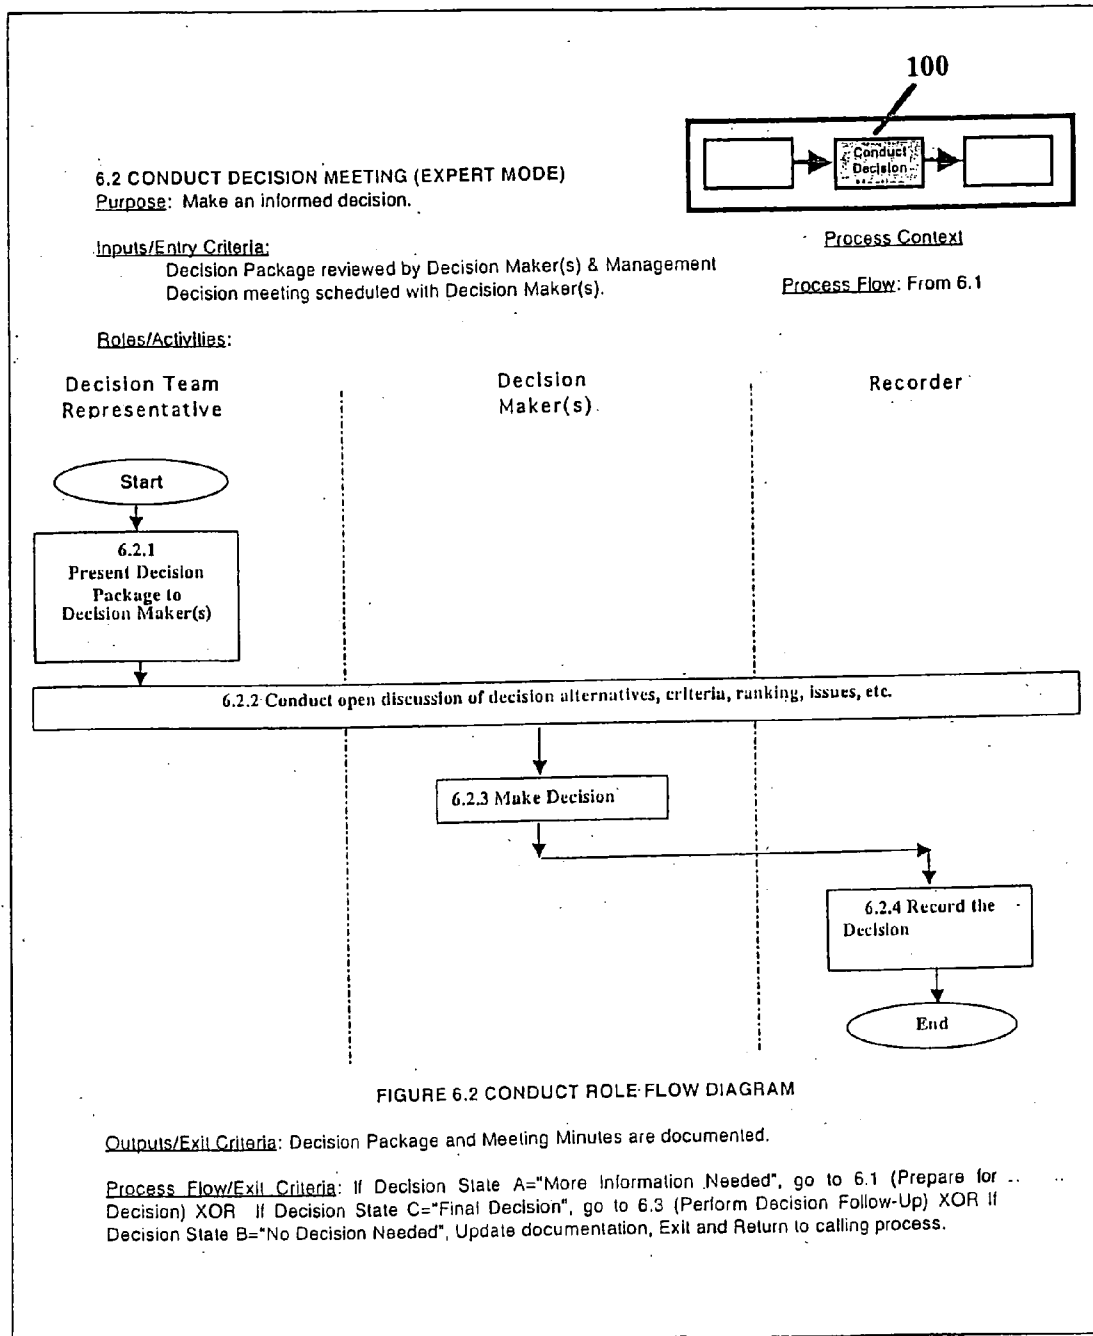 100
Conduct
Decision
6.2 CONDUCT DECISION MEETING (EXPERT MODE)
Purpose: Make an informed decision.
Process Context
Inputs/Entry Criteria:
Decision Package reviewed by Decision Maker(s) & Management
Decision meeting scheduled with Decision Maker(s).
Process Flow: From 6.1
Roles/Activities:
Decision Team
Representative
Decision
Maker(s)
Recorder
Start
6.2.1
Present Decision
Package to
Decision Maker(s)
6.2.2 Conduct open discussion of decision alternatives, criteria, ranking, issues, etc.
6.2.3 Make Decision
6.2.4 Record the
Decision
End
FIGURE 6.2 CONDUCT ROLE FLOW DIAGRAM
Outputs/Exit Criteria: Decision Package and Meeting Minutes are documented.
Process Flow/Exit Criteria: If Decision State A="More Information Needed", go to 6.1 (Prepare for
Decision) XOR If Decision State C="Final Decision", go to 6.3 (Perform Decision Follow-Up) XOR If
Decision State B="No Decision Needed", Update documentation, Exit and Return to calling process.